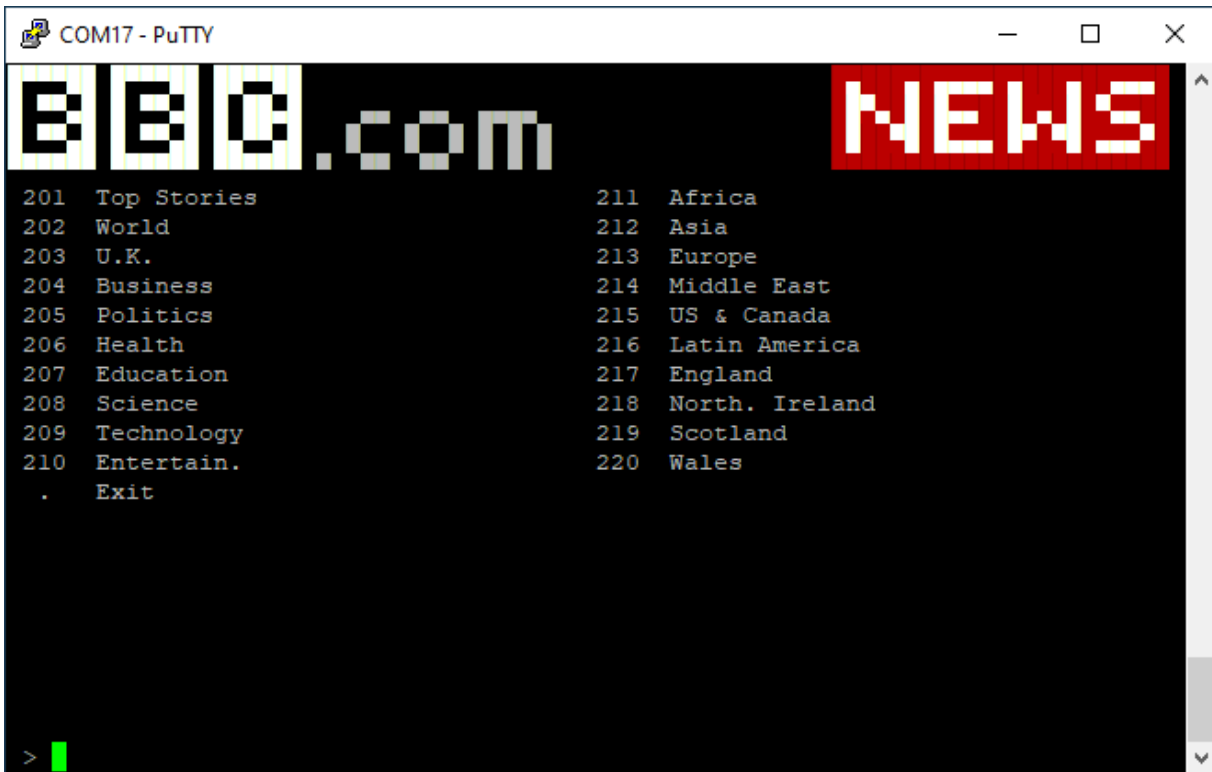 COM17 - PuTTY
BBC.com NEWS
201 Top Stories 211 Africa
202 World 212 Asia
203 U.K. 213 Europe
204 Business 214 Middle East
205 Politics 215 US & Canada
206 Health 216 Latin America
207 Education 217 England
208 Science 218 North. Ireland
209 Technology 219 Scotland
210 Entertain. 220 Wales
. Exit
>